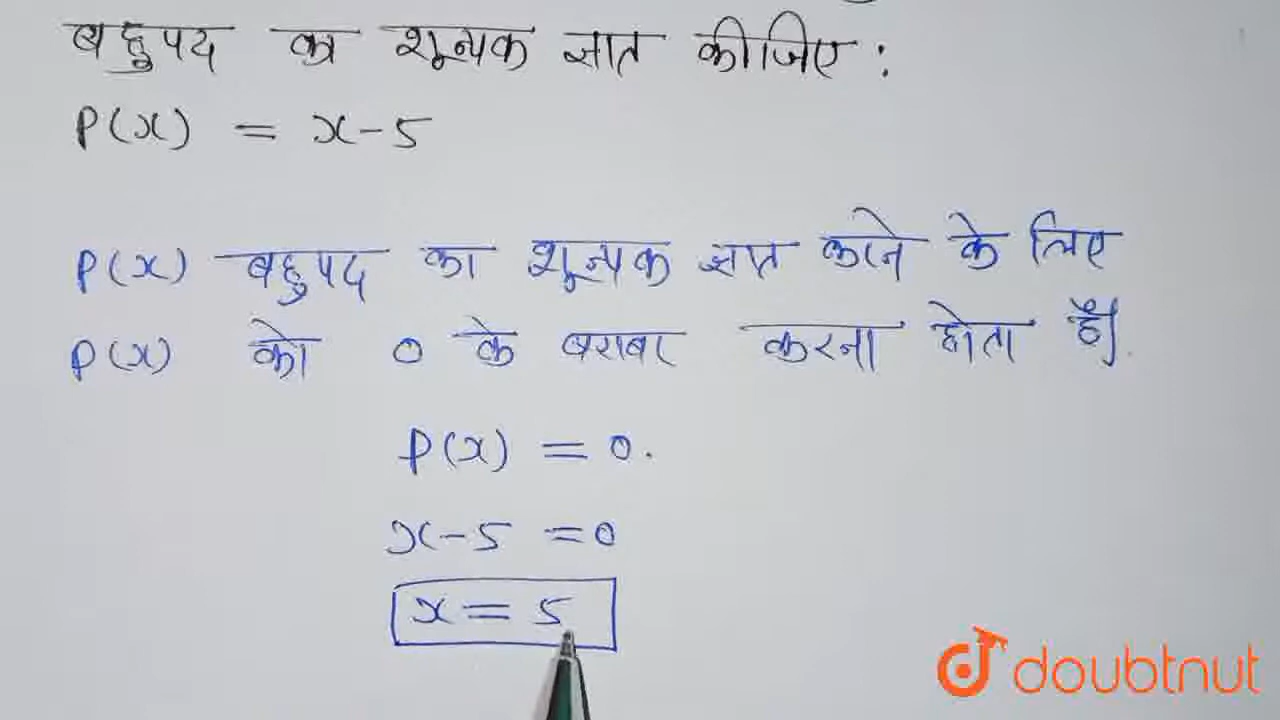 बहुपद का शून्यक ज्ञात कीजिए :
P(x) = x-5
P(x) बहुपद का शून्यक ज्ञात करने के लिए
P(x) को 0 के बराबर करना होता है।
P(x) = 0.
x-5 = 0
x = 5
doubtnut